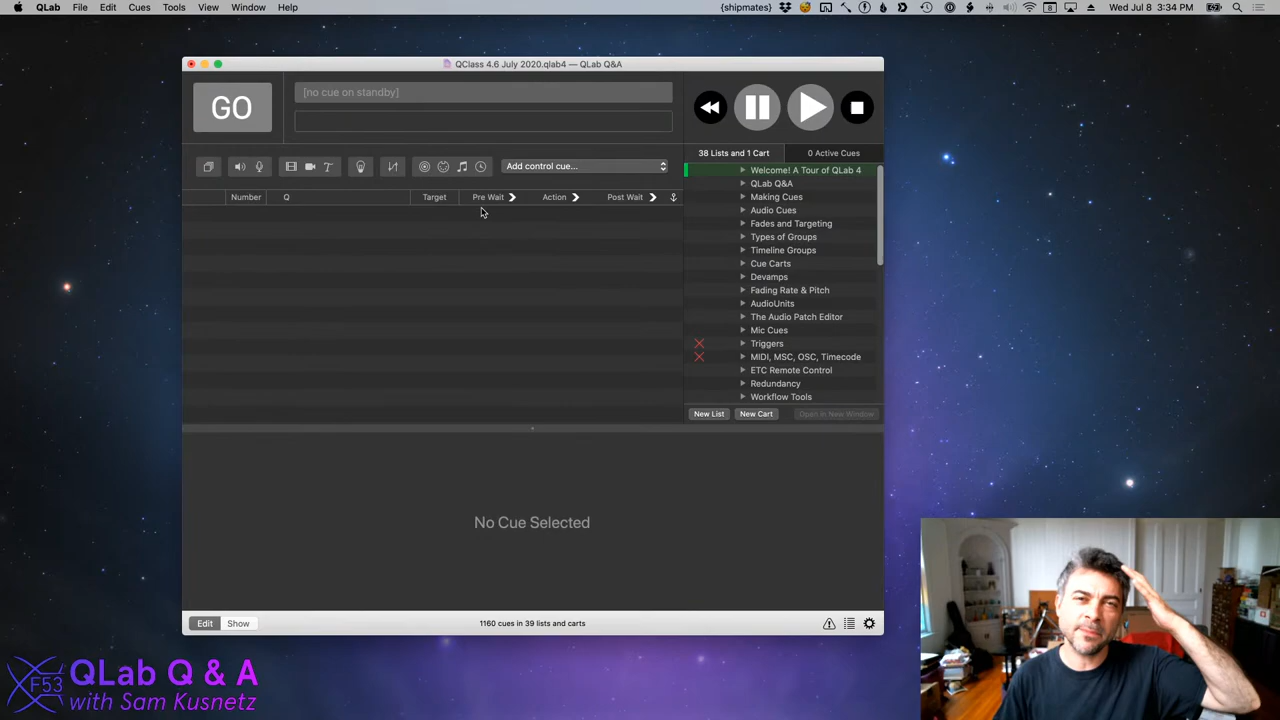 QLab File Edit Cues Tools View Window Help
{shipmates} Wed Jul 8 3:34 PM
QClass 4.6 July 2020.qlab4 — QLab Q&A
GO
[no cue on standby]
Add control cue...
38 Lists and 1 Cart 0 Active Cues
Number Q Target Pre Wait Action Post Wait
Welcome! A Tour of QLab 4
QLab Q&A
Making Cues
Audio Cues
Fades and Targeting
Types of Groups
Timeline Groups
Cue Carts
Devamps
Fading Rate & Pitch
AudioUnits
The Audio Patch Editor
Mic Cues
Triggers
MIDI, MSC, OSC, Timecode
ETC Remote Control
Redundancy
Workflow Tools
New List New Cart Open in New Window
No Cue Selected
Edit Show 1160 cues in 39 lists and carts
F53
QLab Q & A
with Sam Kusnetz